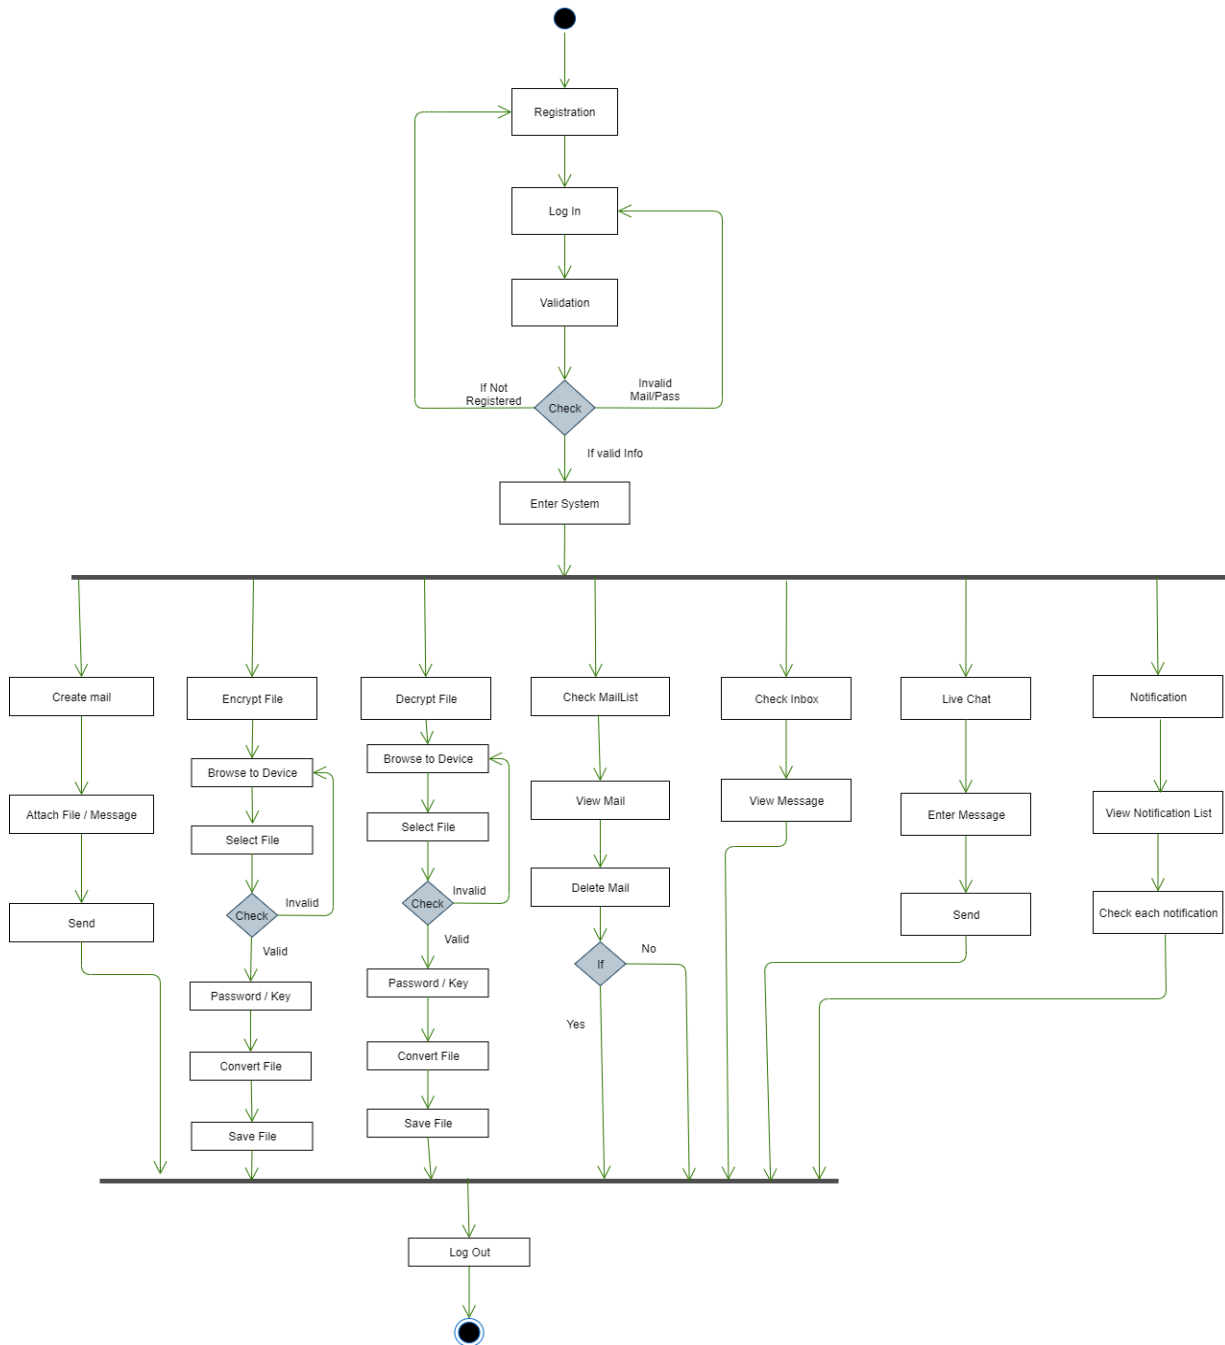 Registration
Log In
Validation
If Not
Registered
Check
Invalid
Mail/Pass
If valid Info
Enter System
Create mail
Encrypt File
Decrypt File
Check MailList
Check Inbox
Live Chat
Notification
Browse to Device
Browse to Device
Attach File / Message
Select File
Select File
View Mail
View Message
Enter Message
View Notification List
Check
Invalid
Check
Invalid
Delete Mail
Send
Send
Check each notification
Valid
Valid
If
No
Password / Key
Password / Key
Yes
Convert File
Convert File
Save File
Save File
Log Out